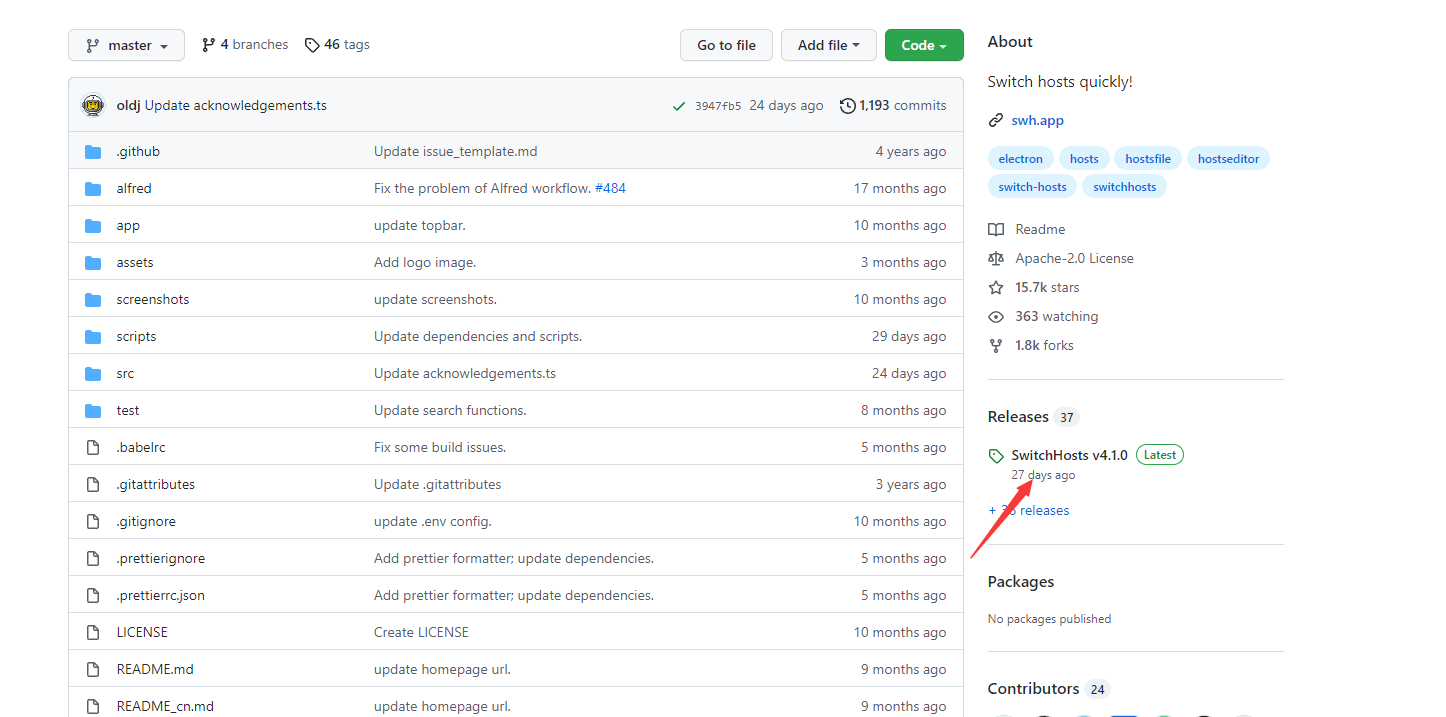 master 4 branches 46 tags Go to file Add file Code
oldj Update acknowledgements.ts 3947fb5 24 days ago 1,193 commits
.github Update issue_template.md 4 years ago
alfred Fix the problem of Alfred workflow. #484 17 months ago
app update topbar. 10 months ago
assets Add logo image. 3 months ago
screenshots update screenshots. 10 months ago
scripts Update dependencies and scripts. 29 days ago
src Update acknowledgements.ts 24 days ago
test Update search functions. 8 months ago
.babelrc Fix some build issues. 5 months ago
.gitattributes Update .gitattributes 3 years ago
.gitignore update .env config. 10 months ago
.prettierignore Add prettier formatter; update dependencies. 5 months ago
.prettierrc.json Add prettier formatter; update dependencies. 5 months ago
LICENSE Create LICENSE 10 months ago
README.md update homepage url. 9 months ago
README_cn.md update homepage url. 9 months ago
About
Switch hosts quickly!
swh.app
electron hosts hostsfile hostseditor
switch-hosts switchhosts
Readme
Apache-2.0 License
15.7k stars
363 watching
1.8k forks
Releases 37
SwitchHosts v4.1.0 Latest
27 days ago
+ 36 releases
Packages
No packages published
Contributors 24